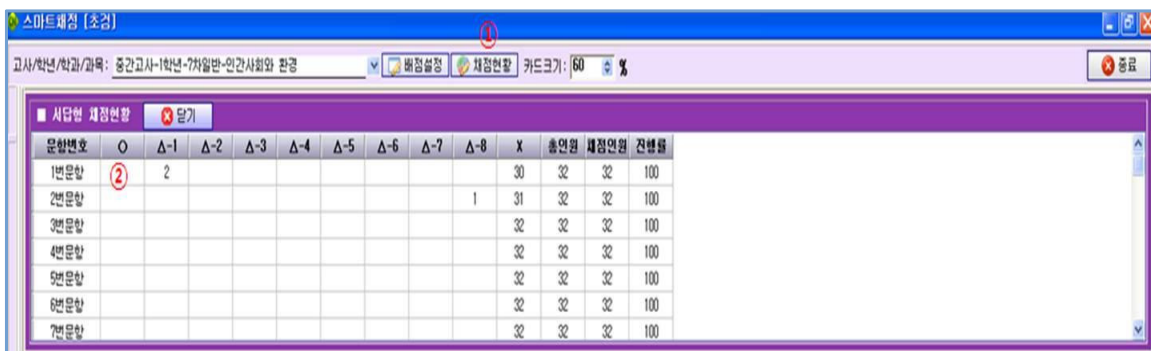 스마트채점 [초검]
①
고사/학년/학과/과목: 중간고사-1학년-7차일반-인간사회와 환경 배점설정 채점현황 카드크기: 60 % 종료
■ 서답형 채점현황 닫기
문항번호 O Δ-1 Δ-2 Δ-3 Δ-4 Δ-5 Δ-6 Δ-7 Δ-8 X 총인원 채점인원 진행률
1번문항 ② 2 30 32 32 100
2번문항 1 31 32 32 100
3번문항 32 32 32 100
4번문항 32 32 32 100
5번문항 32 32 32 100
6번문항 32 32 32 100
7번문항 32 32 32 100